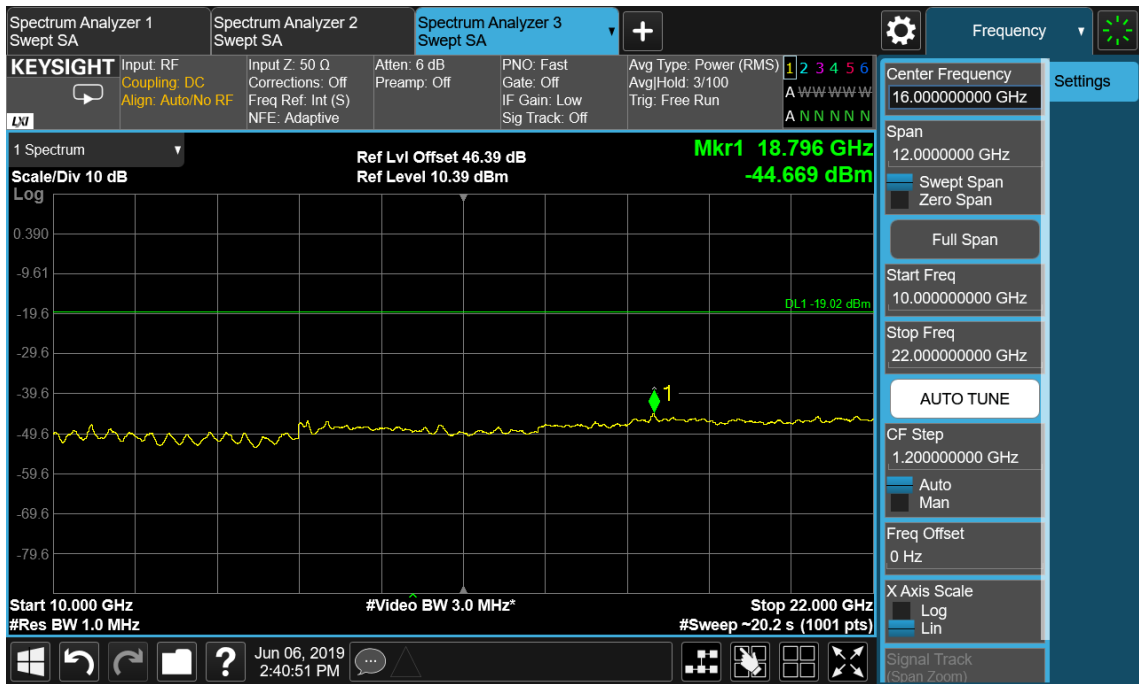 Spectrum Analyzer 1
Swept SA
Spectrum Analyzer 2
Swept SA
Spectrum Analyzer 3
Swept SA
Frequency
KEYSIGHT
LXI
Input: RF
Coupling: DC
Align: Auto/No RF
Input Z: 50 Ω
Corrections: Off
Freq Ref: Int (S)
NFE: Adaptive
Atten: 6 dB
Preamp: Off
PNO: Fast
Gate: Off
IF Gain: Low
Sig Track: Off
Avg Type: Power (RMS)
Avg|Hold: 3/100
Trig: Free Run
1 2 3 4 5 6
A W W W W W
A N N N N N
1 Spectrum
Scale/Div 10 dB
Ref Lvl Offset 46.39 dB
Ref Level 10.39 dBm
Mkr1 18.796 GHz
-44.669 dBm
Log
0.390
-9.61
-19.6
-29.6
-39.6
-49.6
-59.6
-69.6
-79.6
DL1 -19.02 dBm
1
Start 10.000 GHz
#Res BW 1.0 MHz
#Video BW 3.0 MHz*
Stop 22.000 GHz
#Sweep ~20.2 s (1001 pts)
Center Frequency
16.000000000 GHz
Span
12.0000000 GHz
Swept Span
Zero Span
Full Span
Start Freq
10.000000000 GHz
Stop Freq
22.000000000 GHz
AUTO TUNE
CF Step
1.200000000 GHz
Auto
Man
Freq Offset
0 Hz
X Axis Scale
Log
Lin
Signal Track
(Span Zoom)
Settings
?
Jun 06, 2019
2:40:51 PM